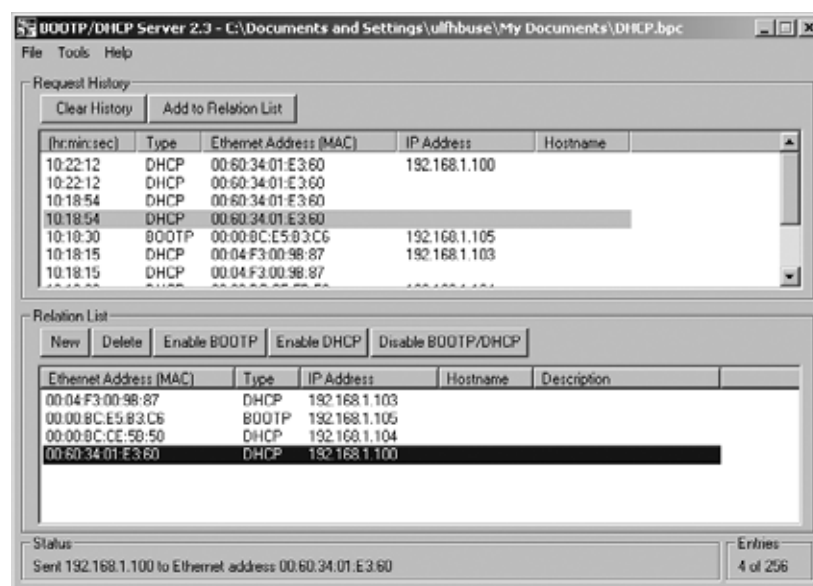 BOOTP/DHCP Server 2.3 - C:\Documents and Settings\ulfhbuse\My Documents\DHCP.bpc
File Tools Help
Request History
Clear History Add to Relation List
(hr:min:sec) Type Ethernet Address (MAC) IP Address Hostname
10:22:12 DHCP 00:60:34:01:E3:60 192.168.1.100
10:22:12 DHCP 00:60:34:01:E3:60
10:18:54 DHCP 00:60:34:01:E3:60
10:18:54 DHCP 00:60:34:01:E3:60
10:18:30 BOOTP 00:00:BC:E5:B3:C6 192.168.1.105
10:18:15 DHCP 00:04:F3:00:9B:87 192.168.1.103
10:18:15 DHCP 00:04:F3:00:9B:87
Relation List
New Delete Enable BOOTP Enable DHCP Disable BOOTP/DHCP
Ethernet Address (MAC) Type IP Address Hostname Description
00:04:F3:00:9B:87 DHCP 192.168.1.103
00:00:BC:E5:B3:C6 BOOTP 192.168.1.105
00:00:BC:CE:5B:50 DHCP 192.168.1.104
00:60:34:01:E3:60 DHCP 192.168.1.100
Status
Sent 192.168.1.100 to Ethernet address 00:60:34:01:E3:60
Entries
4 of 256